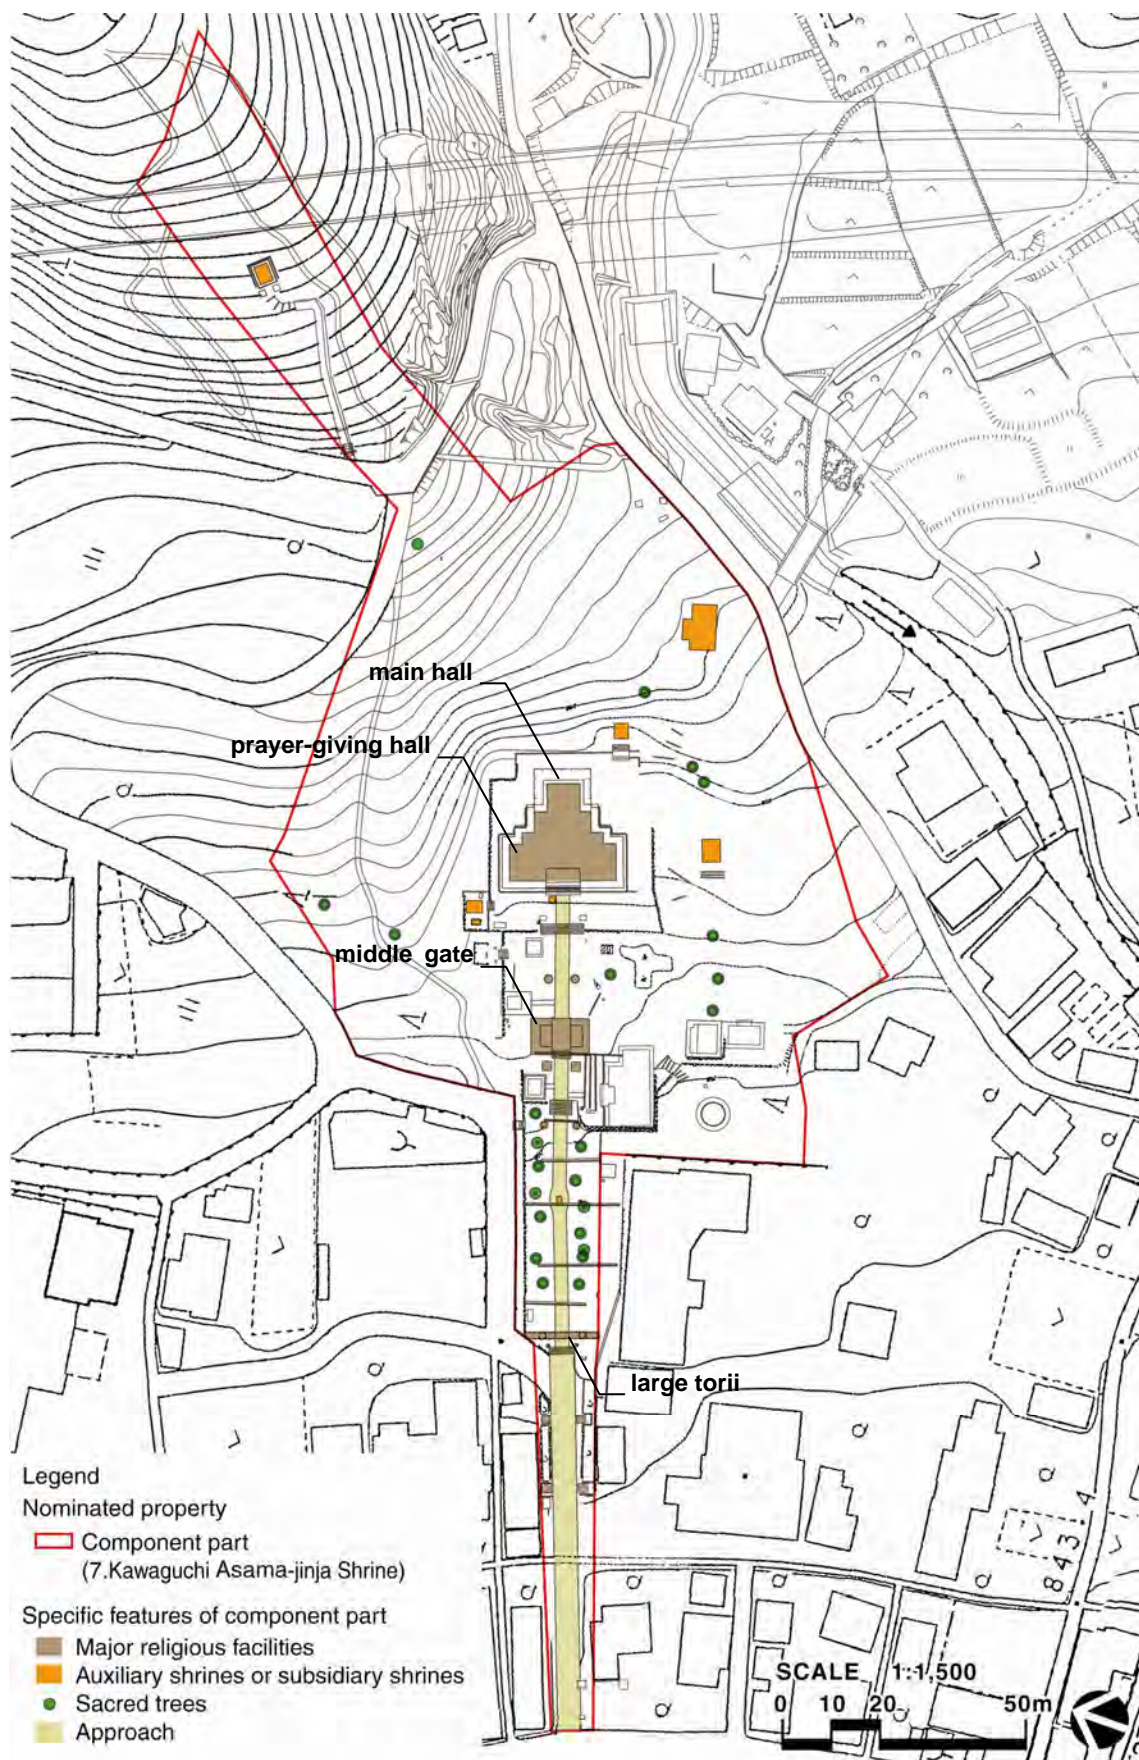 main hall
prayer-giving hall
middle gate
large torii
Legend
Nominated property
Component part
(7.Kawaguchi Asama-jinja Shrine)
Specific features of component part
Major religious facilities
Auxiliary shrines or subsidiary shrines
Sacred trees
Approach
843.4
SCALE 1:1,500
0 10 20 50m